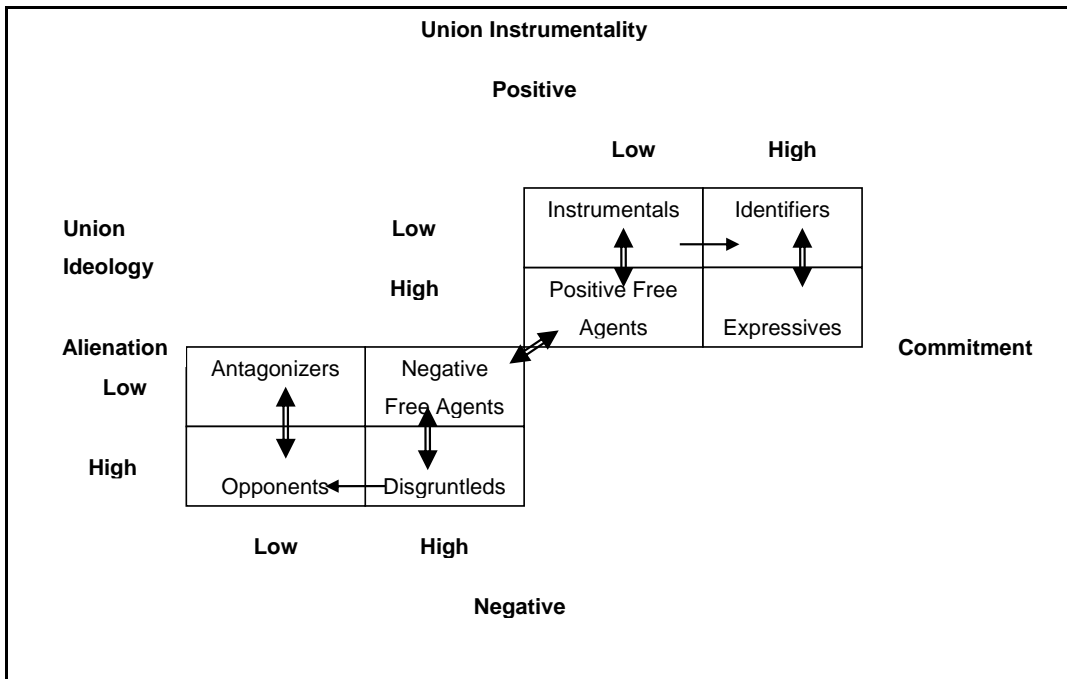 Union Instrumentality
Positive
Low High
Instrumentals Identifiers
Union Low
Ideology
High
Positive Free
Agents Expressives
Alienation Commitment
Antagonizers Negative
Low
Free Agents
High
Opponents Disgruntleds
Low High
Negative